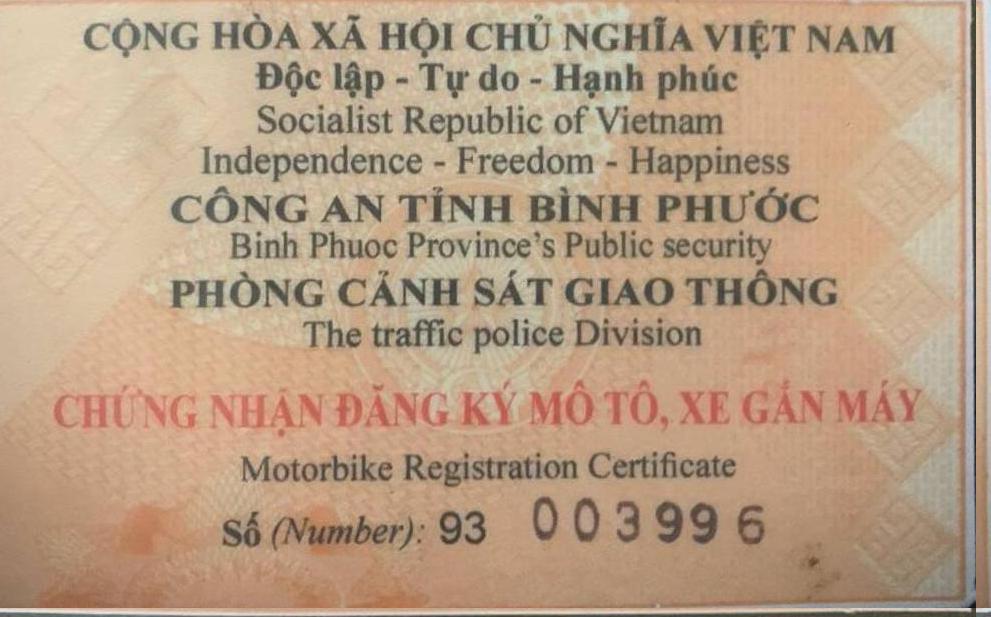 CỘNG HÒA XÃ HỘI CHỦ NGHĨA VIỆT NAM
Độc lập - Tự do - Hạnh phúc
Socialist Republic of Vietnam
Independence - Freedom - Happiness
CÔNG AN TỈNH BÌNH PHƯỚC
Binh Phuoc Province's Public security
PHÒNG CẢNH SÁT GIAO THÔNG
The traffic police Division
CHỨNG NHẬN ĐĂNG KÝ MÔ TÔ, XE GẮN MÁY
Motorbike Registration Certificate
Số (Number): 93 003996